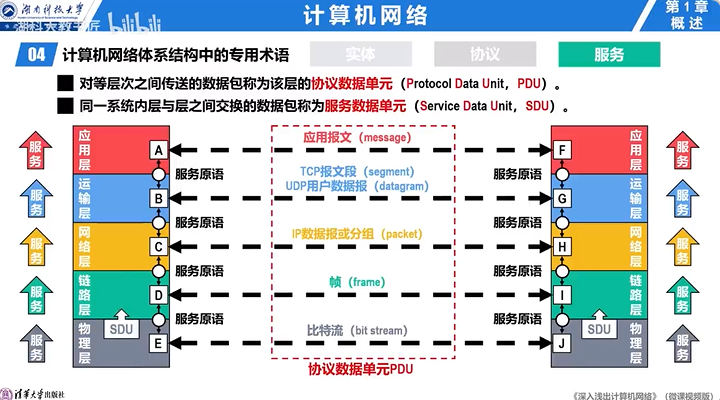 湖南科技大学
计算机网络
第1章
概述
湖科大教书匠 bilibili
04 计算机网络体系结构中的专用术语
实体
协议
服务
对等层次之间传送的数据包称为该层的协议数据单元（Protocol Data Unit，PDU）。
同一系统内层与层之间交换的数据包称为服务数据单元（Service Data Unit，SDU）。
服务
应用层
A
应用报文（message）
F
应用层
服务
服务原语
服务原语
服务
运输层
B
TCP报文段（segment）
UDP用户数据报（datagram）
G
运输层
服务
服务原语
服务原语
服务
网络层
C
IP数据报或分组（packet）
H
网络层
服务
服务原语
服务原语
服务
链路层
D
帧（frame）
I
链路层
服务
服务原语
服务原语
服务
物理层
SDU
E
比特流（bit stream）
J
SDU
物理层
服务
协议数据单元PDU
清华大学出版社
《深入浅出计算机网络》（微课视频版）